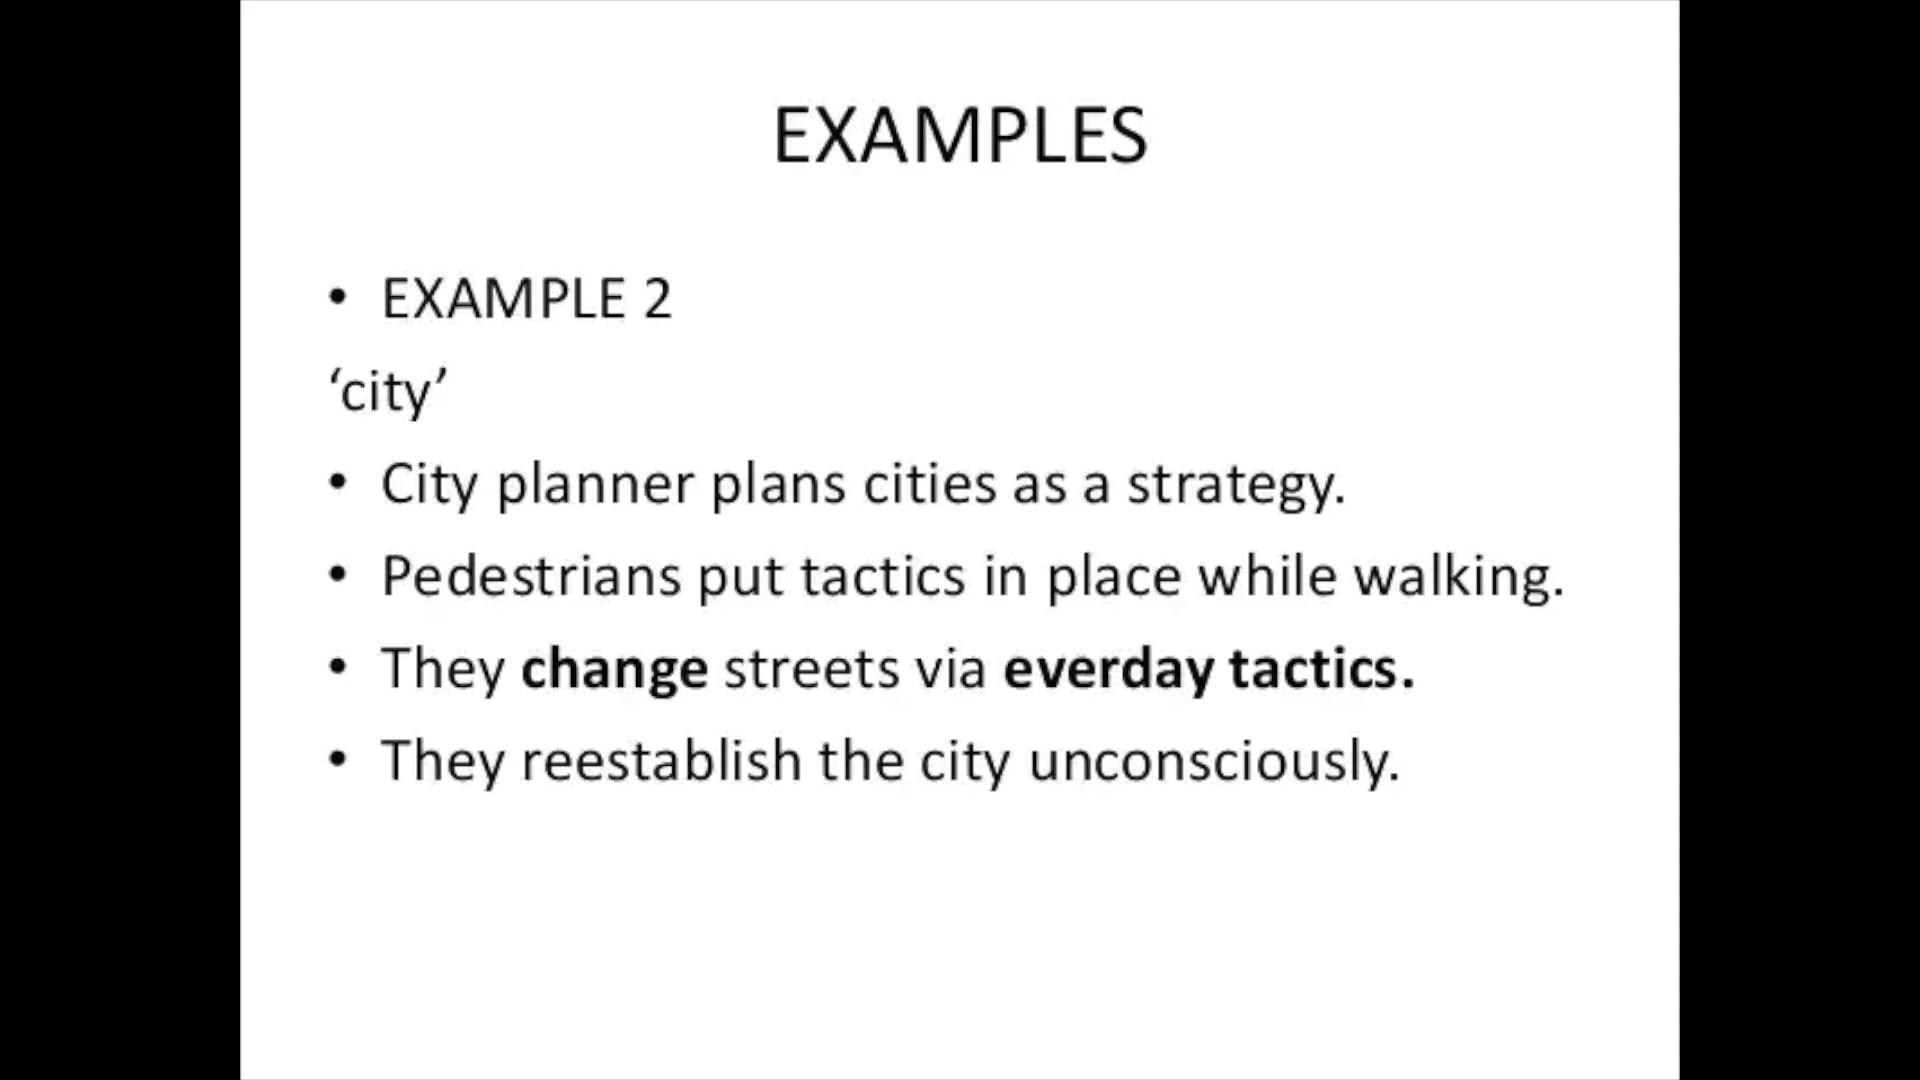 EXAMPLES
• EXAMPLE 2
‘city’
• City planner plans cities as a strategy.
• Pedestrians put tactics in place while walking.
• They change streets via everday tactics.
• They reestablish the city unconsciously.